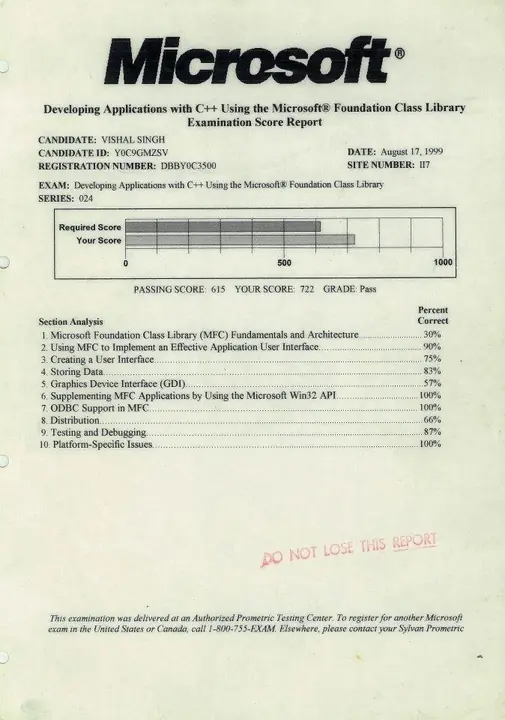 Microsoft®
Developing Applications with C++ Using the Microsoft® Foundation Class Library
Examination Score Report
CANDIDATE: VISHAL SINGH
CANDIDATE ID: Y0C9GMZSV DATE: August 17, 1999
REGISTRATION NUMBER: DBBY0C3500 SITE NUMBER: II7
EXAM: Developing Applications with C++ Using the Microsoft® Foundation Class Library
SERIES: 024
Required Score
Your Score
0 500 1000
PASSING SCORE: 615 YOUR SCORE: 722 GRADE: Pass
Percent
Section Analysis Correct
1. Microsoft Foundation Class Library (MFC) Fundamentals and Architecture 30%
2. Using MFC to Implement an Effective Application User Interface 90%
3. Creating a User Interface 75%
4. Storing Data 83%
5. Graphics Device Interface (GDI) 57%
6. Supplementing MFC Applications by Using the Microsoft Win32 API 100%
7. ODBC Support in MFC 100%
8. Distribution 66%
9. Testing and Debugging 87%
10. Platform-Specific Issues 100%
DO NOT LOSE THIS REPORT
This examination was delivered at an Authorized Prometric Testing Center. To register for another Microsoft
exam in the United States or Canada, call 1-800-755-EXAM. Elsewhere, please contact your Sylvan Prometric